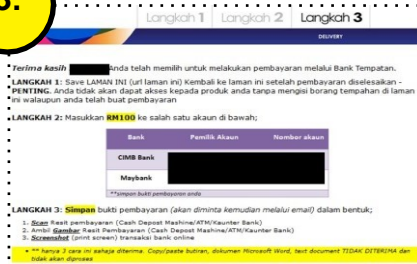 3.
Langkah 1 Langkah 2 Langkah 3
DELIVERY
Terima kasih Anda telah memilih untuk melakukan pembayaran melalui Bank Tempatan.
LANGKAH 1: Save LAMAN INI (url laman ini) Kembali ke laman ini setelah pembayaran diselesaikan -
PENTING. Anda tidak akan dapat akses kepada produk anda tanpa mengisi borang tempahan di laman
ini walaupun anda telah buat pembayaran
LANGKAH 2: Masukkan RM100 ke salah satu akaun di bawah;
Bank Pemilik Akaun Nombor akaun
CIMB Bank
Maybank
**simpan bukti pembayaran anda
LANGKAH 3: Simpan bukti pembayaran (akan diminta kemudian melalui email) dalam bentuk;
1. Scan Resit pembayaran (Cash Depost Mashine/ATM/Kaunter Bank)
2. Ambil Gambar Resit Pembayaran (Cash Depost Mashine/ATM/Kaunter Bank)
3. Screenshot (print screen) transaksi bank online
** hanya 3 cara ini sahaja diterima. Copy/paste butiran, dokumen Microsoft Word, text document TIDAK DITERIMA dan
tidak akan diproses